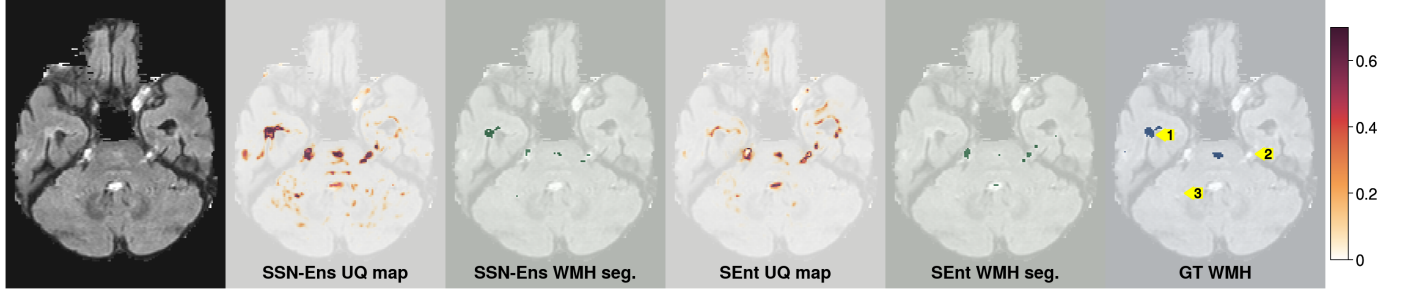 1
2
3
SSN-Ens UQ map
SSN-Ens WMH seg.
SEnt UQ map
SEnt WMH seg.
GT WMH
0.6
0.4
0.2
0